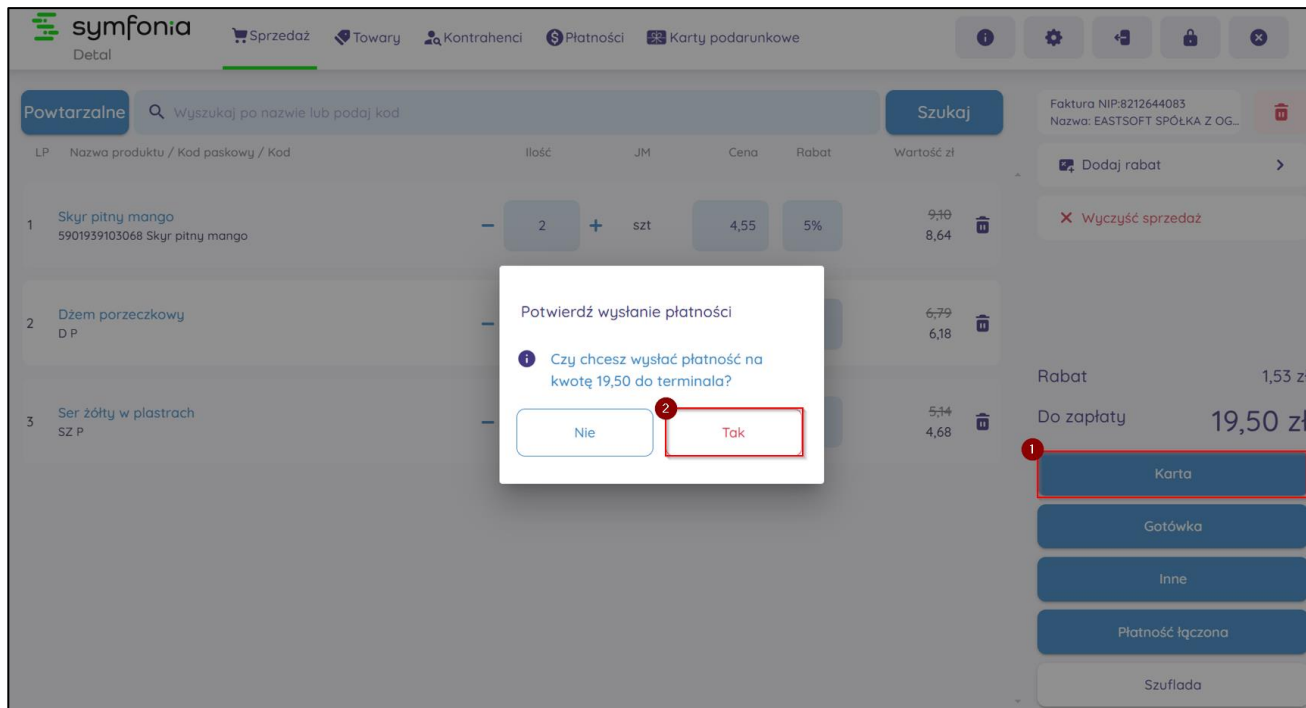 symfonia
Detal
Sprzedaż Towary Kontrahenci Płatności Karty podarunkowe
Powtarzalne Wyszukaj po nazwie lub podaj kod Szukaj
Faktura NIP:8212644083
Nazwa: EASTSOFT SPÓŁKA Z OG...
LP Nazwa produktu / Kod paskowy / Kod Ilość JM Cena Rabat Wartość zł
Dodaj rabat
Wyczyść sprzedaż
1 Skyr pitny mango
5901939103068 Skyr pitny mango
− 2 + szt 4,55 5% 9,10
8,64
2 Dżem porzeczkowy
D P
− 6,79
6,18
3 Ser żółty w plastrach
SZ P
− 5,14
4,68
Potwierdź wysłanie płatności
Czy chcesz wysłać płatność na
kwotę 19,50 do terminala?
2
Nie Tak
Rabat 1,53 zł
Do zapłaty 19,50 zł
1
Karta
Gotówka
Inne
Płatność łączona
Szuflada